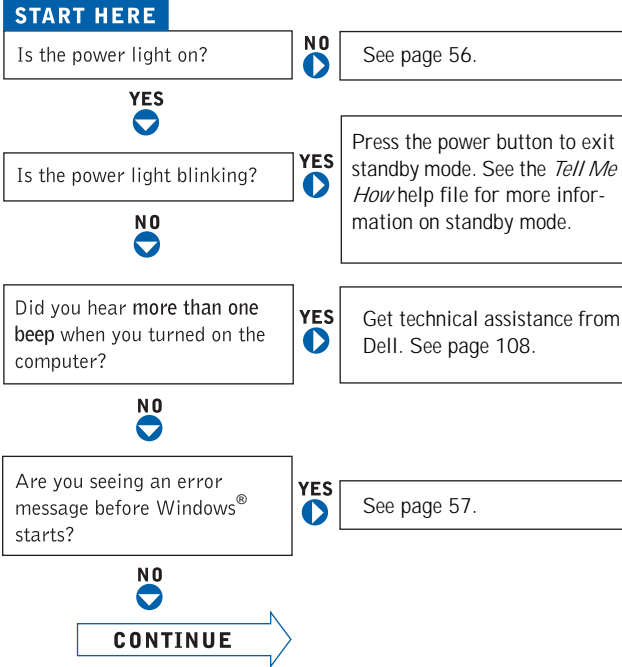 START HERE
Is the power light on?
NO
See page 56.
YES
Is the power light blinking?
YES
Press the power button to exit
standby mode. See the Tell Me
How help file for more infor-
mation on standby mode.
NO
Did you hear more than one
beep when you turned on the
computer?
YES
Get technical assistance from
Dell. See page 108.
NO
Are you seeing an error
message before Windows®
starts?
YES
See page 57.
NO
CONTINUE